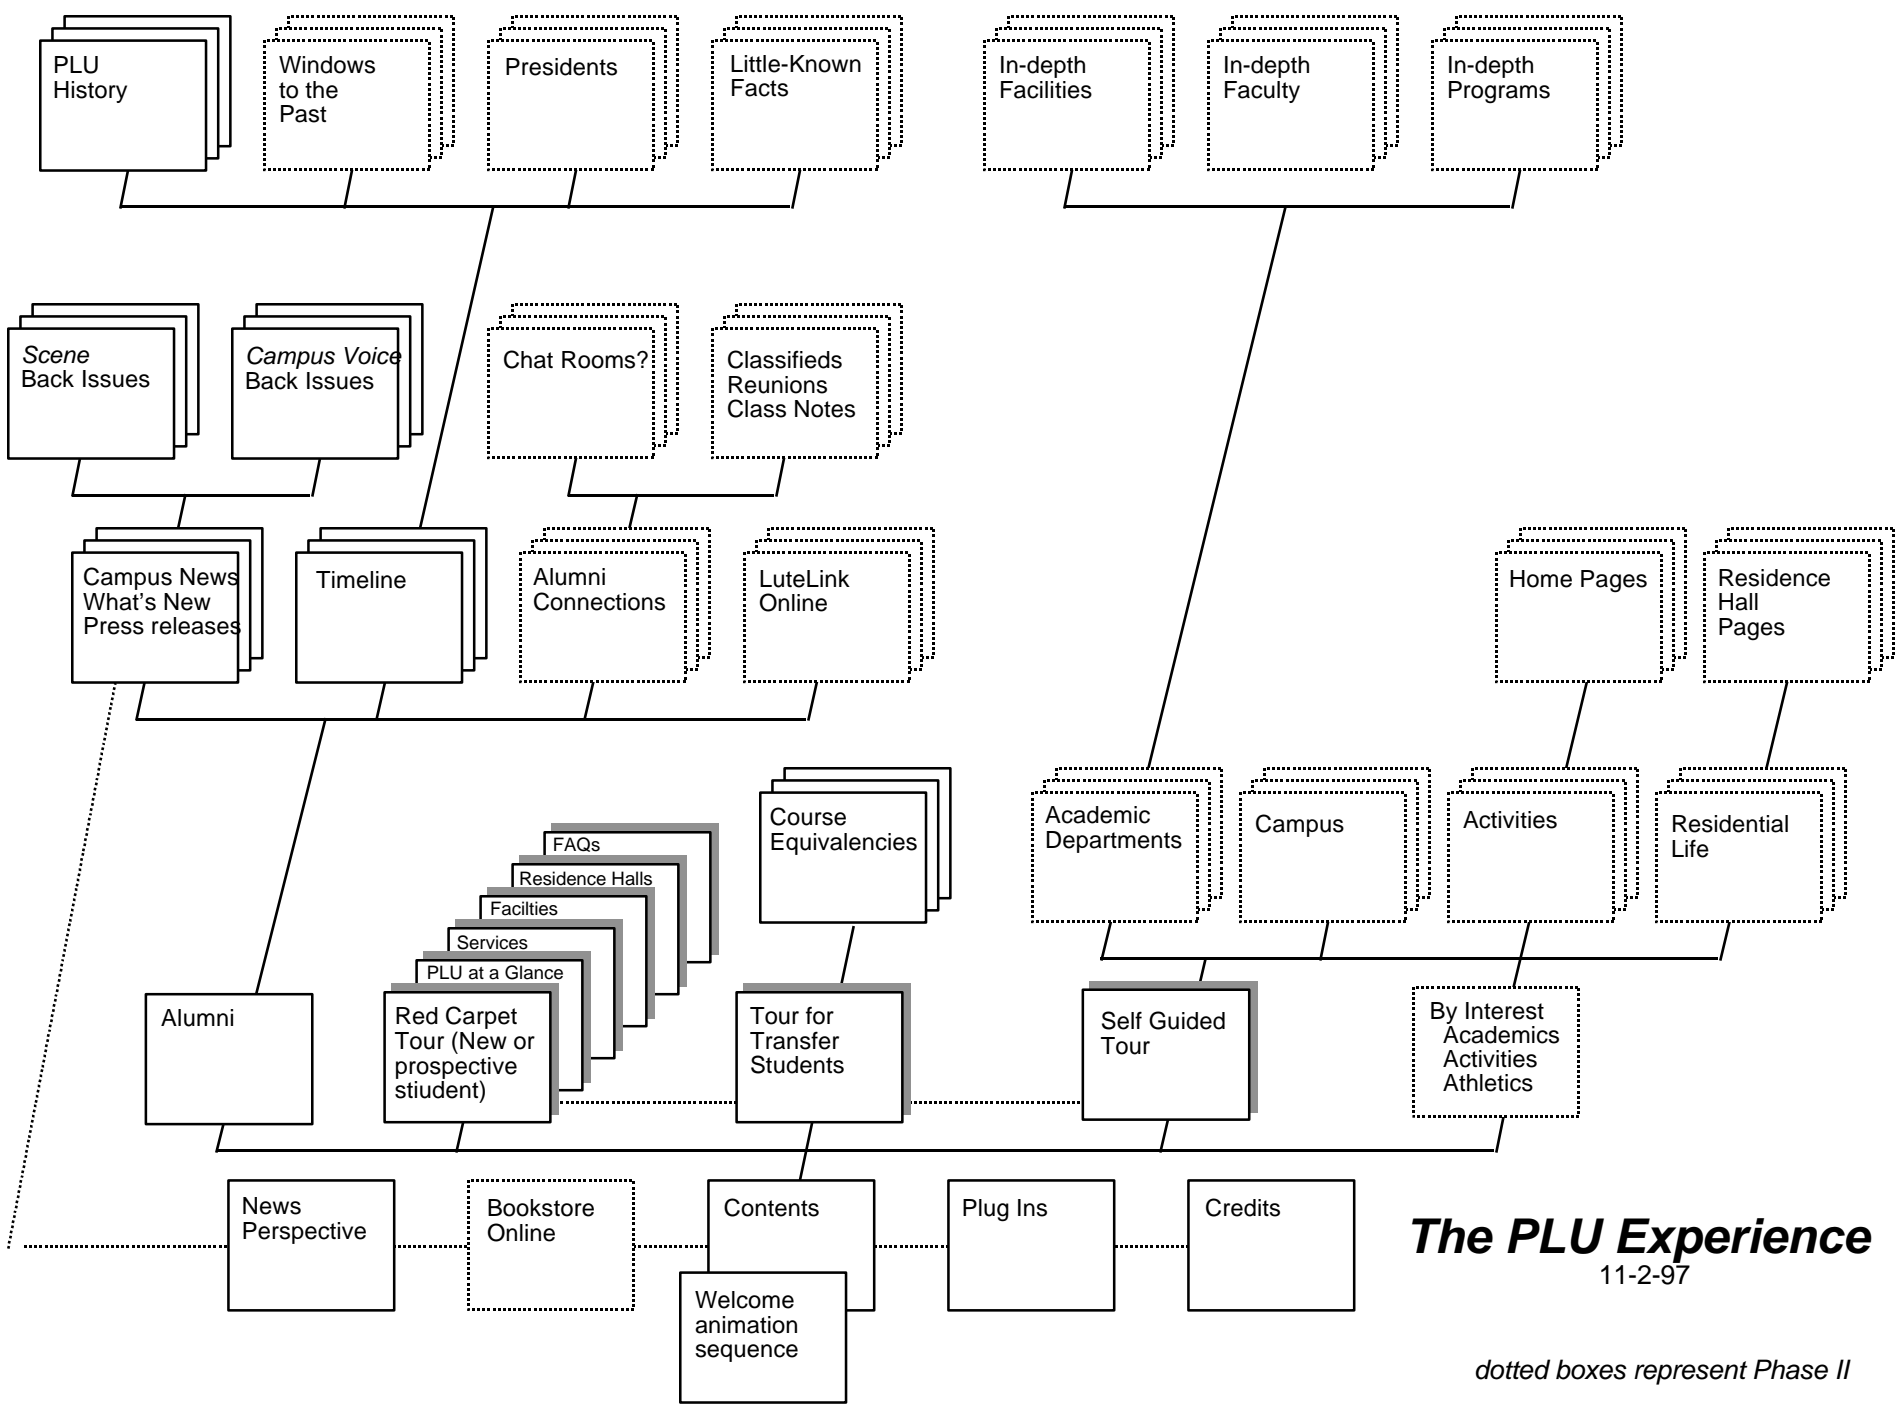 PLU
History
Windows
to the
Past
Presidents
Little-Known
Facts
In-depth
Facilities
In-depth
Faculty
In-depth
Programs
Scene
Back Issues
Campus Voice
Back Issues
Chat Rooms?
Classifieds
Reunions
Class Notes
Campus News
What's New
Press releases
Timeline
Alumni
Connections
LuteLink
Online
Home Pages
Residence
Hall
Pages
Course
Equivalencies
Academic
Departments
Campus
Activities
Residential
Life
FAQs
Residence Halls
Facilties
Services
PLU at a Glance
Alumni
Red Carpet
Tour (New or
prospective
stiudent)
Tour for
Transfer
Students
Self Guided
Tour
By Interest
Academics
Activities
Athletics
News
Perspective
Bookstore
Online
Contents
Plug Ins
Credits
Welcome
animation
sequence
The PLU Experience
11-2-97
dotted boxes represent Phase II